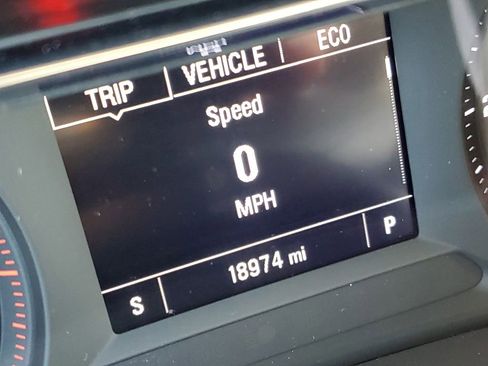 TRIP VEHICLE ECO
Speed
0
MPH
S 18974 mi P